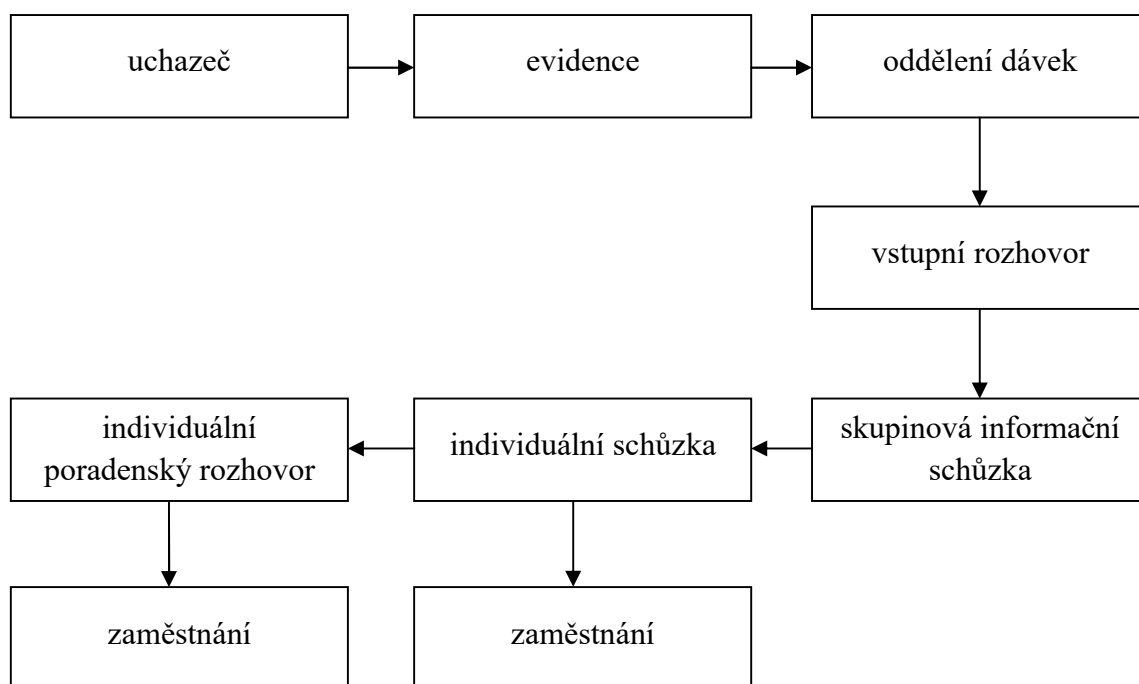 uchazeč
evidence
oddělení dávek
vstupní rozhovor
skupinová informační
schůzka
individuální schůzka
individuální
poradenský rozhovor
zaměstnání
zaměstnání